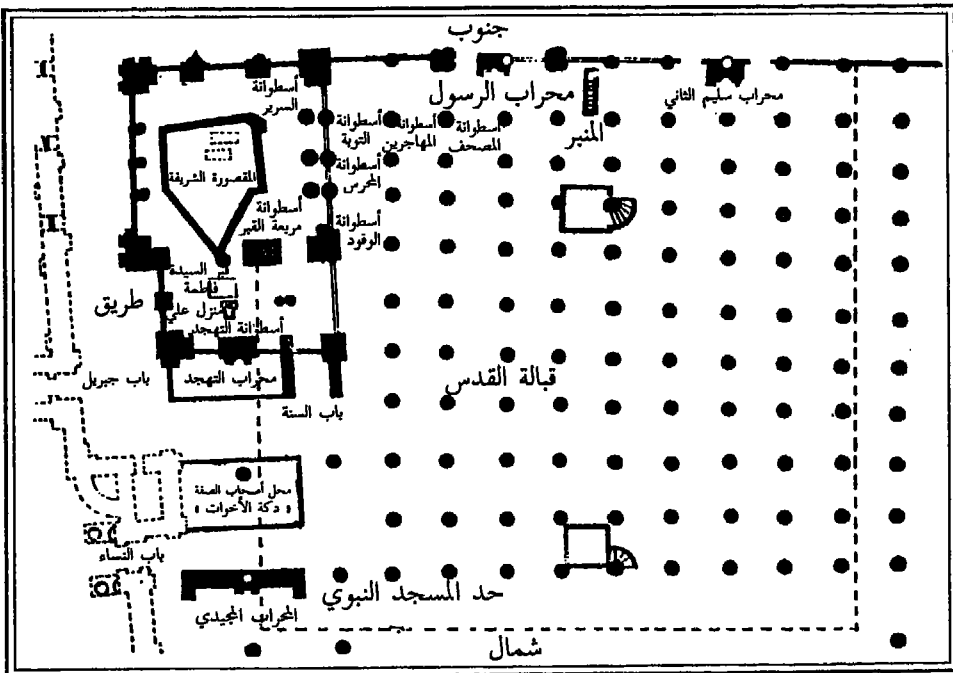 جنوب
أسطوانة
السرير
محراب الرسول
المنبر
محراب سليم الثاني
أسطوانة
التوبة
أسطوانة
المهاجرين
أسطوانة
المصحف
أسطوانة
المحرس
المقصورة الشريفة
أسطوانة
مربعة القبر
أسطوانة
الوفود
السيدة
فاطمة
منزل علي
طريق
أسطوانة التهجد
باب جبريل
محراب التهجد
باب السنة
قبالة القدس
محل أصحاب الصفة
« دكة الأخوات »
باب النساء
حد المسجد النبوي
المحراب المجيدي
شمال